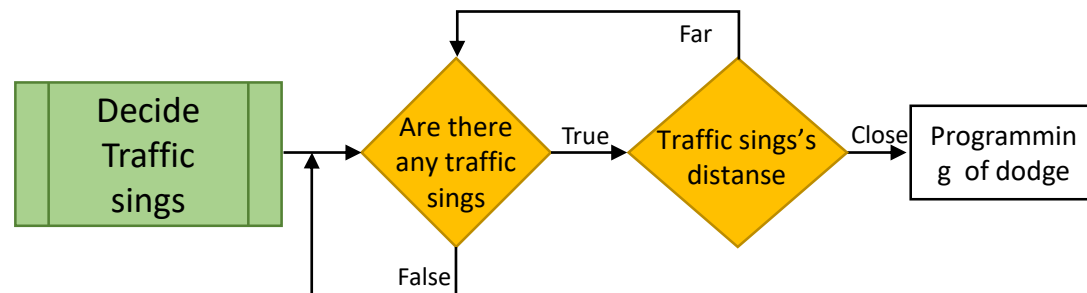 Far
Decide
Traffic
sings
Are there
any traffic
sings
True
Traffic sings's
distanse
Close
Programmin
g of dodge
False